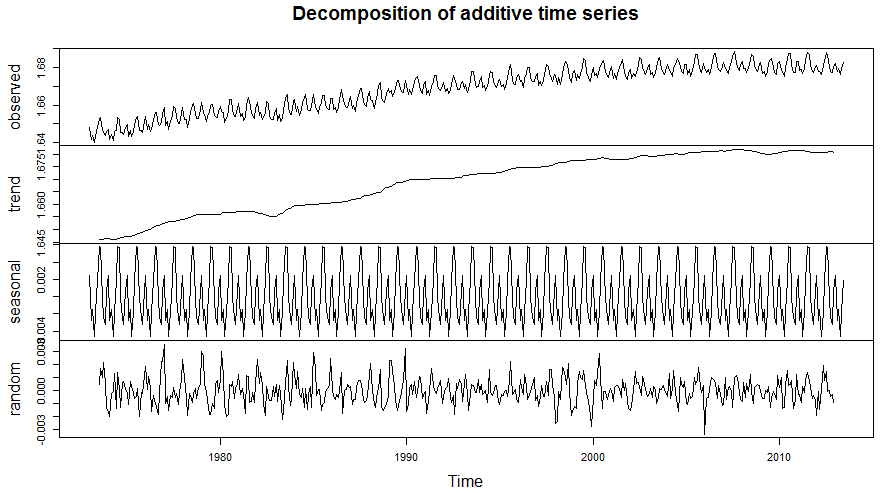 Decomposition of additive time series
observed
1.68
1.66
1.64
trend
1.675
1.660
1.645
seasonal
0.002
random
0.000
-0.003
1980
1990
2000
2010
Time